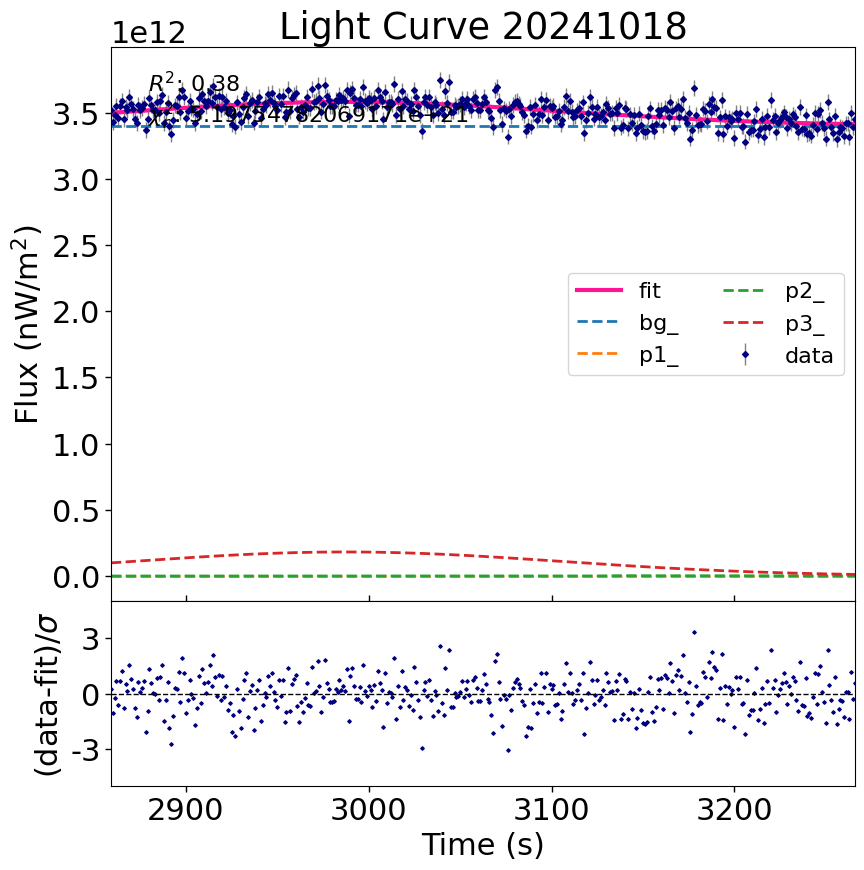 Light Curve 20241018
1e12
R²: 0.38
3.5
3.0
2.5
2.0
1.5
1.0
0.5
0.0
Flux (nW/m²)
fit
bg_
p1_
p2_
p3_
data
3
0
-3
(data-fit)/σ
2900
3000
3100
3200
Time (s)